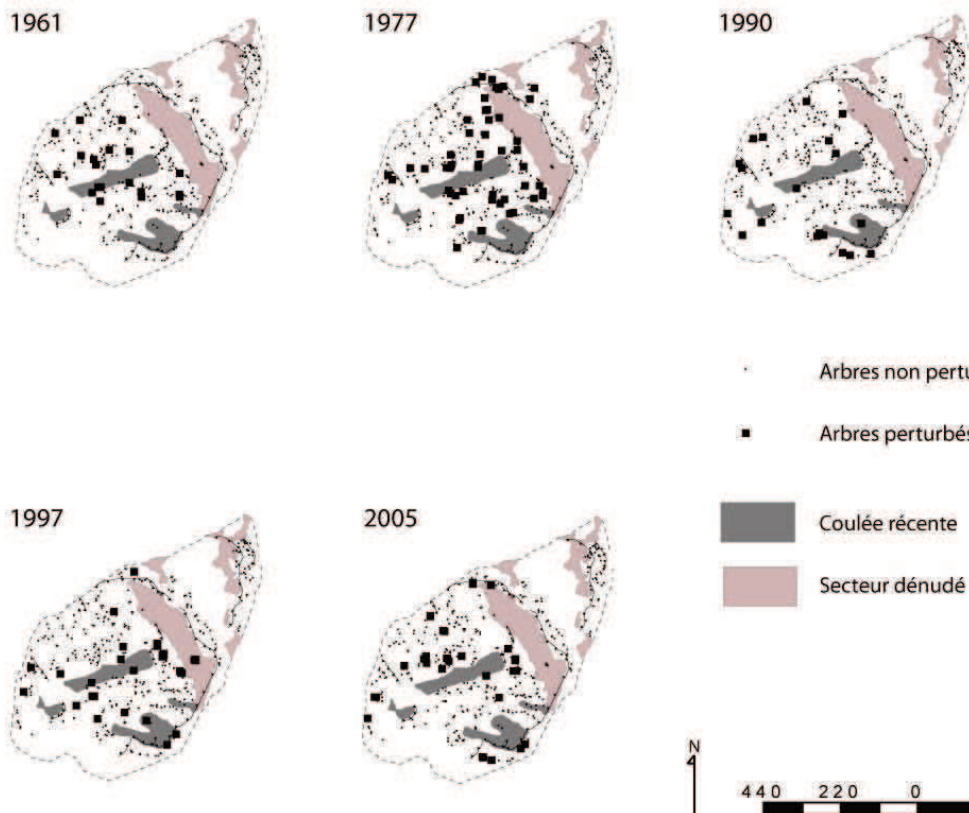 1961
1977
1990
Arbres non pertu
Arbres perturbés
Coulée récente
Secteur dénudé
1997
2005
N
440 220 0